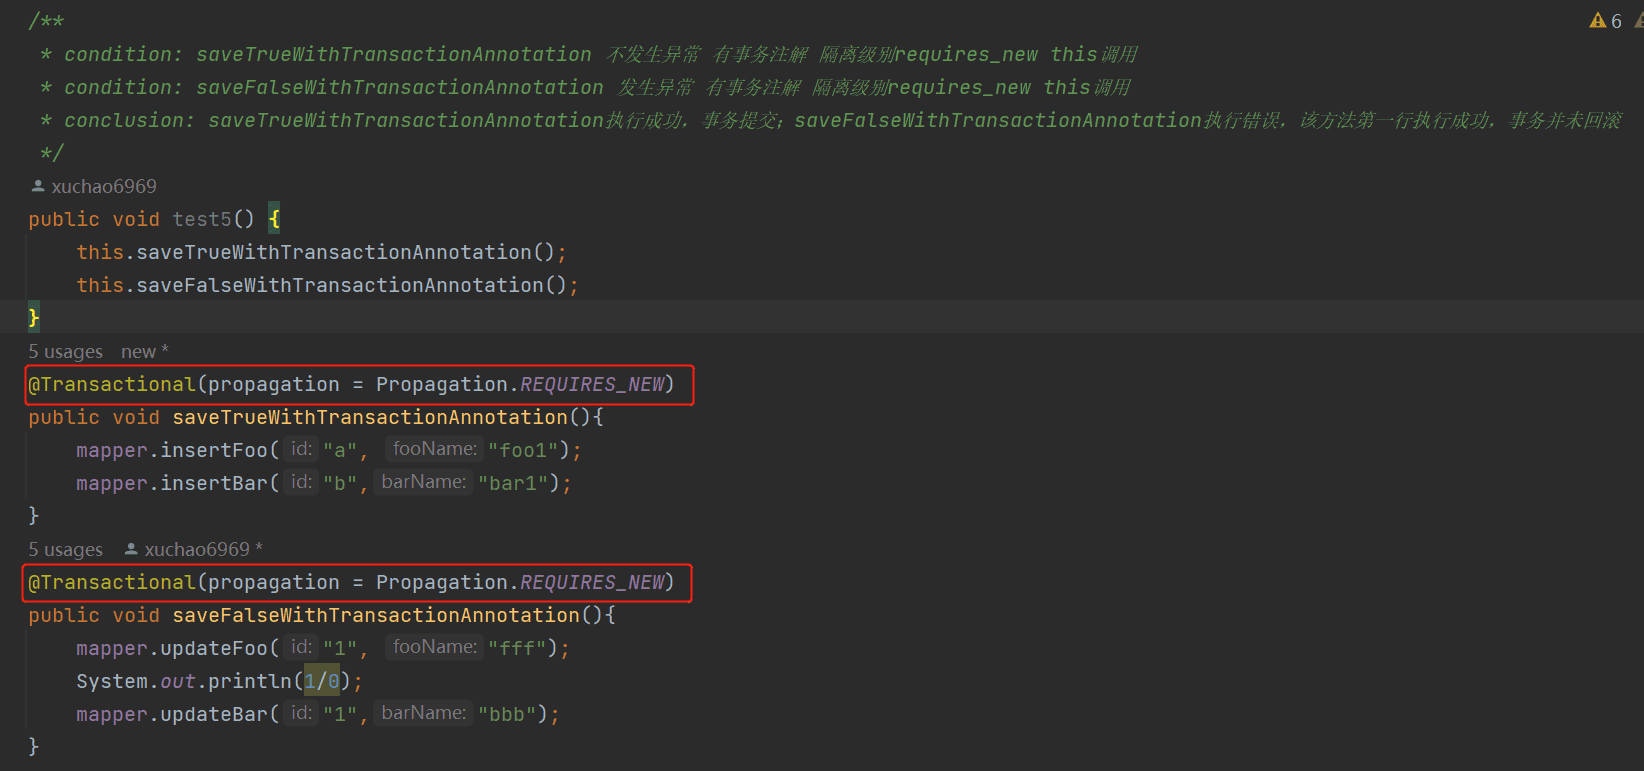 /**
6
* condition: saveTrueWithTransactionAnnotation 不发生异常 有事务注解 隔离级别requires_new this调用
* condition: saveFalseWithTransactionAnnotation 发生异常 有事务注解 隔离级别requires_new this调用
* conclusion: saveTrueWithTransactionAnnotation执行成功，事务提交；saveFalseWithTransactionAnnotation执行错误，该方法第一行执行成功，事务并未回滚
*/
xuchao6969
public void test5() {
this.saveTrueWithTransactionAnnotation();
this.saveFalseWithTransactionAnnotation();
}
5 usages new *
@Transactional(propagation = Propagation.REQUIRES_NEW)
public void saveTrueWithTransactionAnnotation(){
mapper.insertFoo( id: "a", fooName: "foo1");
mapper.insertBar( id: "b", barName: "bar1");
}
5 usages xuchao6969 *
@Transactional(propagation = Propagation.REQUIRES_NEW)
public void saveFalseWithTransactionAnnotation(){
mapper.updateFoo( id: "1", fooName: "fff");
System.out.println(1/0);
mapper.updateBar( id: "1", barName: "bbb");
}